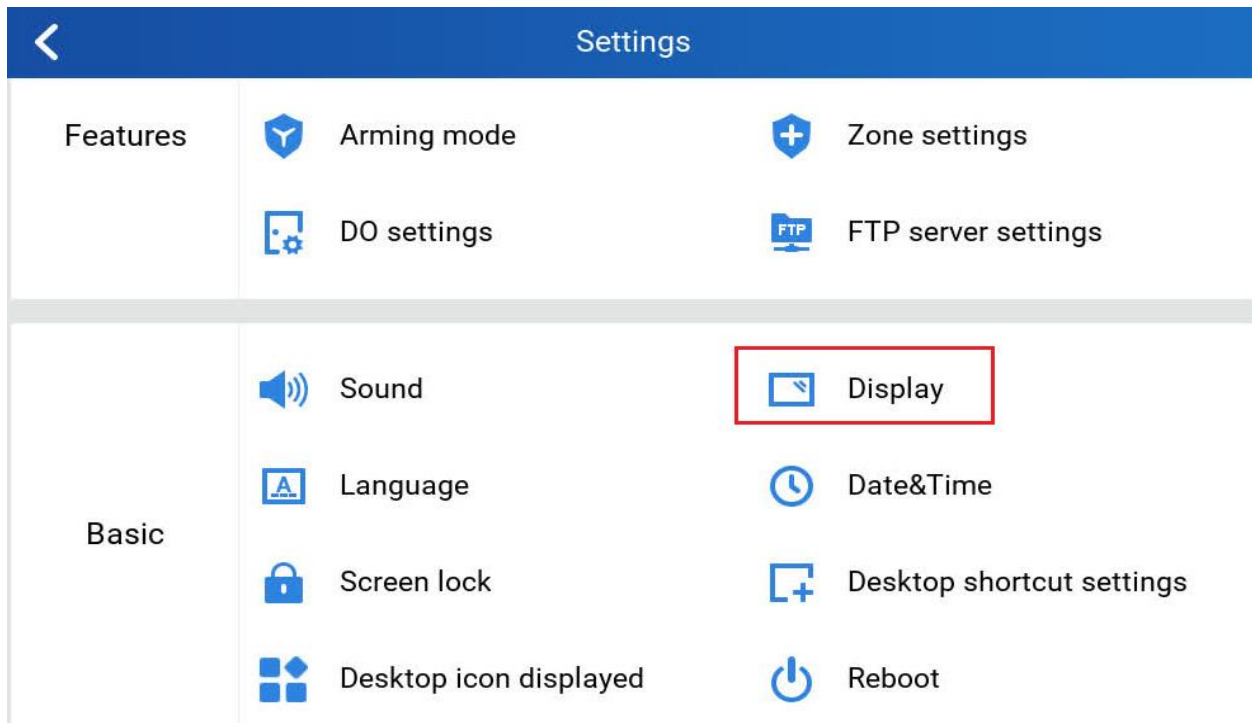 Settings
Features
Arming mode
Zone settings
DO settings
FTP
FTP server settings
Sound
Display
A
Language
Date&Time
Basic
Screen lock
Desktop shortcut settings
Desktop icon displayed
Reboot